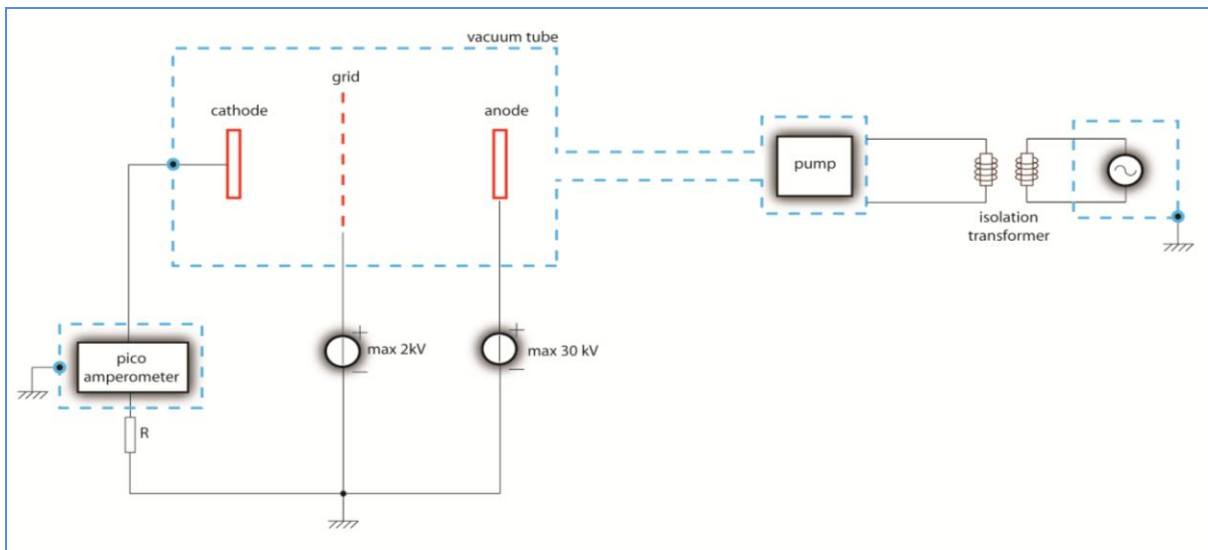 vacuum tube
grid
cathode
anode
pump
isolation
transformer
max 2kV
max 30 kV
pico
amperometer
R